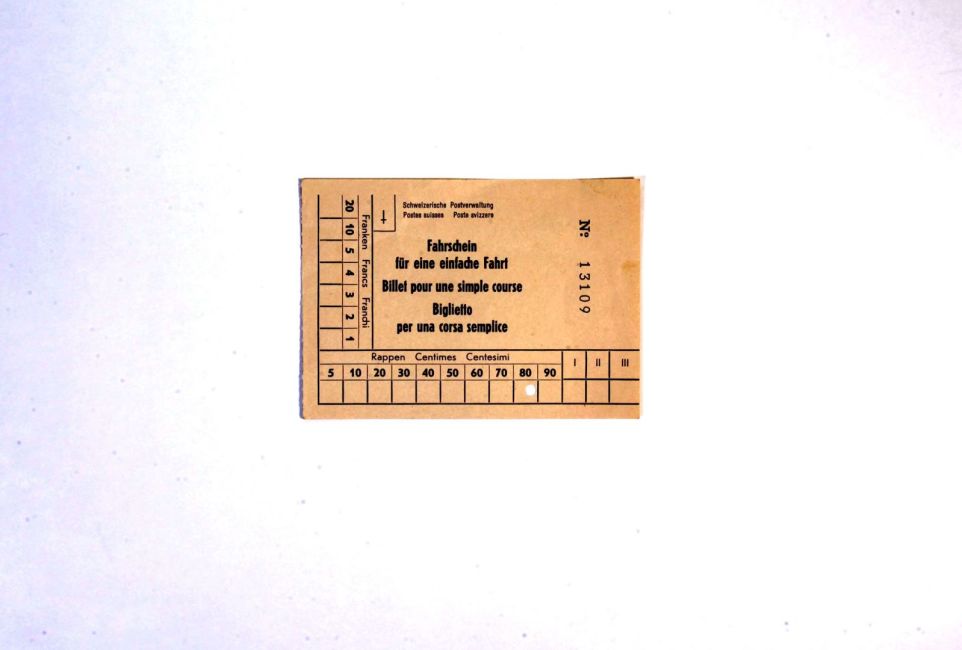 Schweizerische Postverwaltung
Postes suisses Poste svizzere
Fahrschein
für eine einfache Fahrt
Billet pour une simple course
Biglietto
per una corsa semplice
Nº 13109
20 10 5 4 3 2 1
Franken Francs Franchi
Rappen Centimes Centesimi
5 10 20 30 40 50 60 70 80 90
I II III